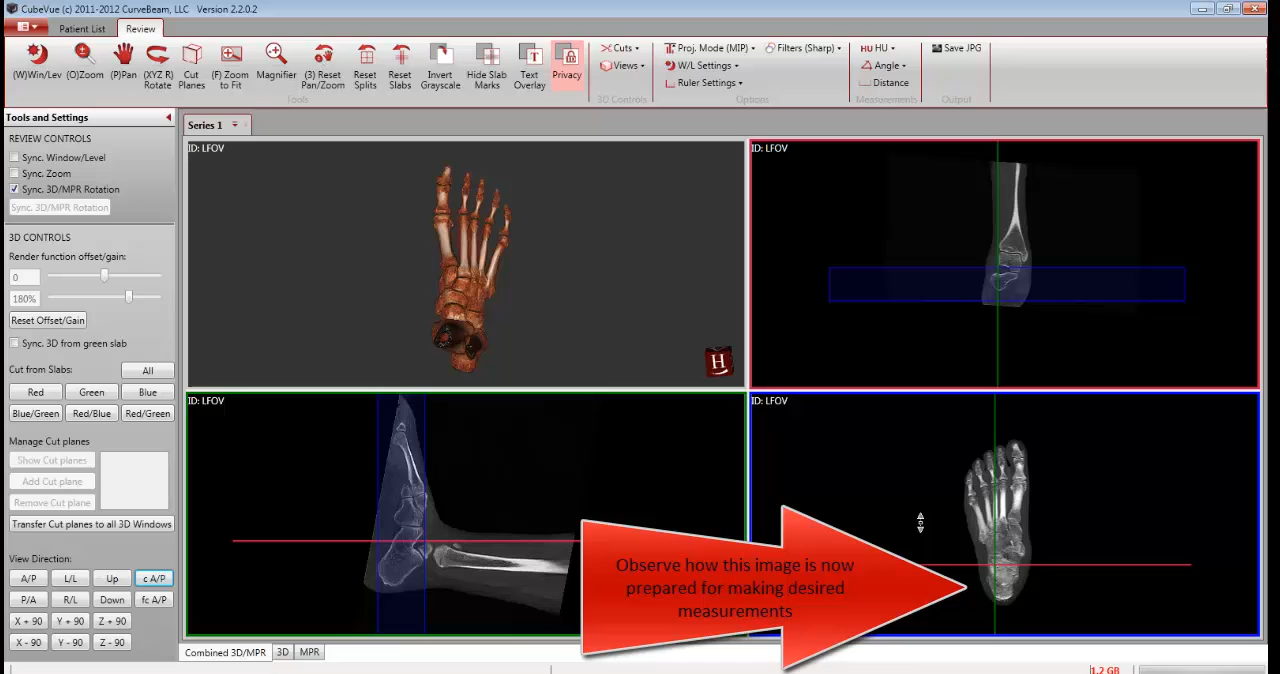 CubeVue (c) 2011-2012 CurveBeam, LLC Version 2.2.0.2
Patient List
Review
(W)Win/Lev
(O)Zoom
(P)Pan
(XYZ R) Rotate
Cut Planes
(F) Zoom to Fit
Magnifier
(3) Reset Pan/Zoom
Reset Splits
Reset Slabs
Invert Grayscale
Hide Slab Marks
Text Overlay
Privacy
Tools
Cuts
Views
3D Controls
Proj. Mode (MIP)
Filters (Sharp)
W/L Settings
Ruler Settings
Options
HU HU
Angle
Distance
Measurements
Save JPG
Output
Tools and Settings
REVIEW CONTROLS
Sync. Window/Level
Sync. Zoom
Sync. 3D/MPR Rotation
Sync. 3D/MPR Rotation
3D CONTROLS
Render function offset/gain:
0
180%
Reset Offset/Gain
Sync. 3D from green slab
Cut from Slabs:
All
Red
Green
Blue
Blue/Green
Red/Blue
Red/Green
Manage Cut planes
Show Cut planes
Add Cut plane
Remove Cut plane
Transfer Cut planes to all 3D Windows
View Direction:
A/P
L/L
Up
c A/P
P/A
R/L
Down
fc A/P
X + 90
Y + 90
Z + 90
X - 90
Y - 90
Z - 90
Series 1
ID: LFOV
H
ID: LFOV
ID: LFOV
ID: LFOV
Observe how this image is now
prepared for making desired
measurements
Combined 3D/MPR
3D
MPR
1.2 GB